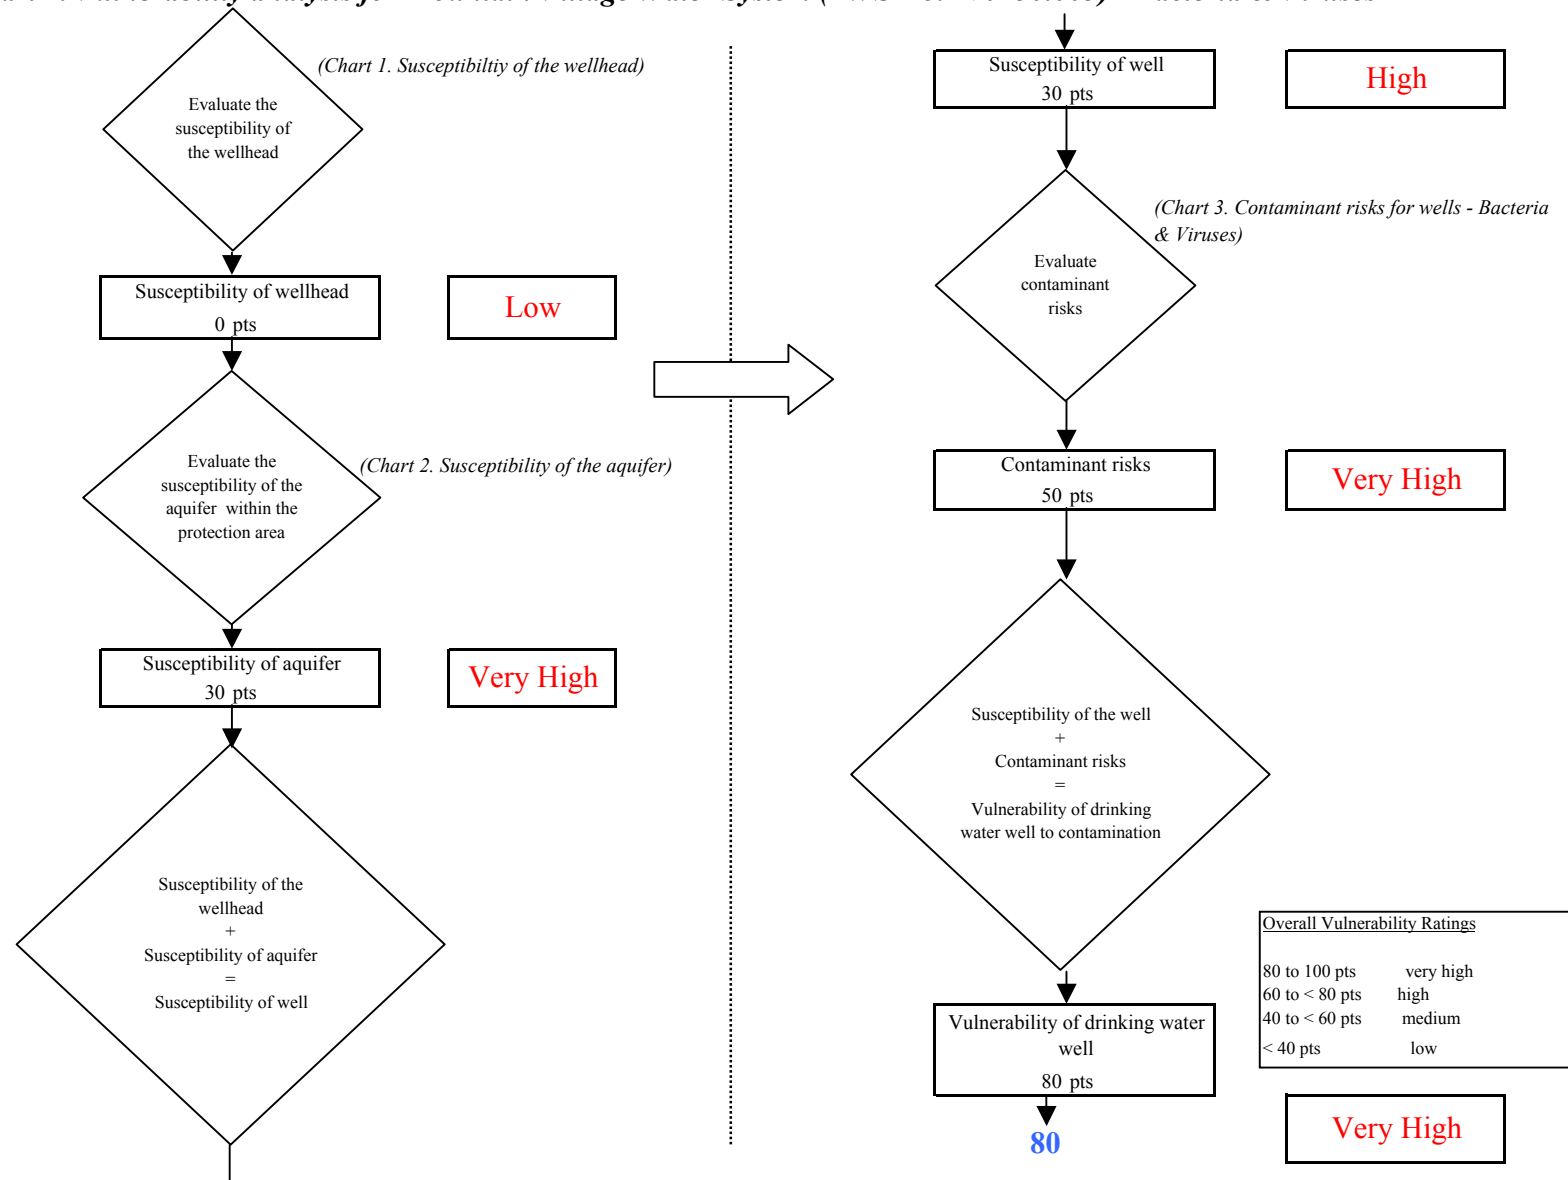 (Chart 1. Susceptibiltiy of the wellhead)
Evaluate the
susceptibility of
the wellhead
Susceptibility of wellhead
0 pts
Low
Evaluate the
susceptibility of the
aquifer within the
protection area
(Chart 2. Susceptibility of the aquifer)
Susceptibility of aquifer
30 pts
Very High
Susceptibility of the
wellhead
+
Susceptibility of aquifer
=
Susceptibility of well
Susceptibility of well
30 pts
High
(Chart 3. Contaminant risks for wells - Bacteria
& Viruses)
Evaluate
contaminant
risks
Contaminant risks
50 pts
Very High
Susceptibility of the well
+
Contaminant risks
=
Vulnerability of drinking
water well to contamination
Overall Vulnerability Ratings
80 to 100 pts very high
60 to < 80 pts high
40 to < 60 pts medium
< 40 pts low
Vulnerability of drinking water
well
80 pts
80
Very High